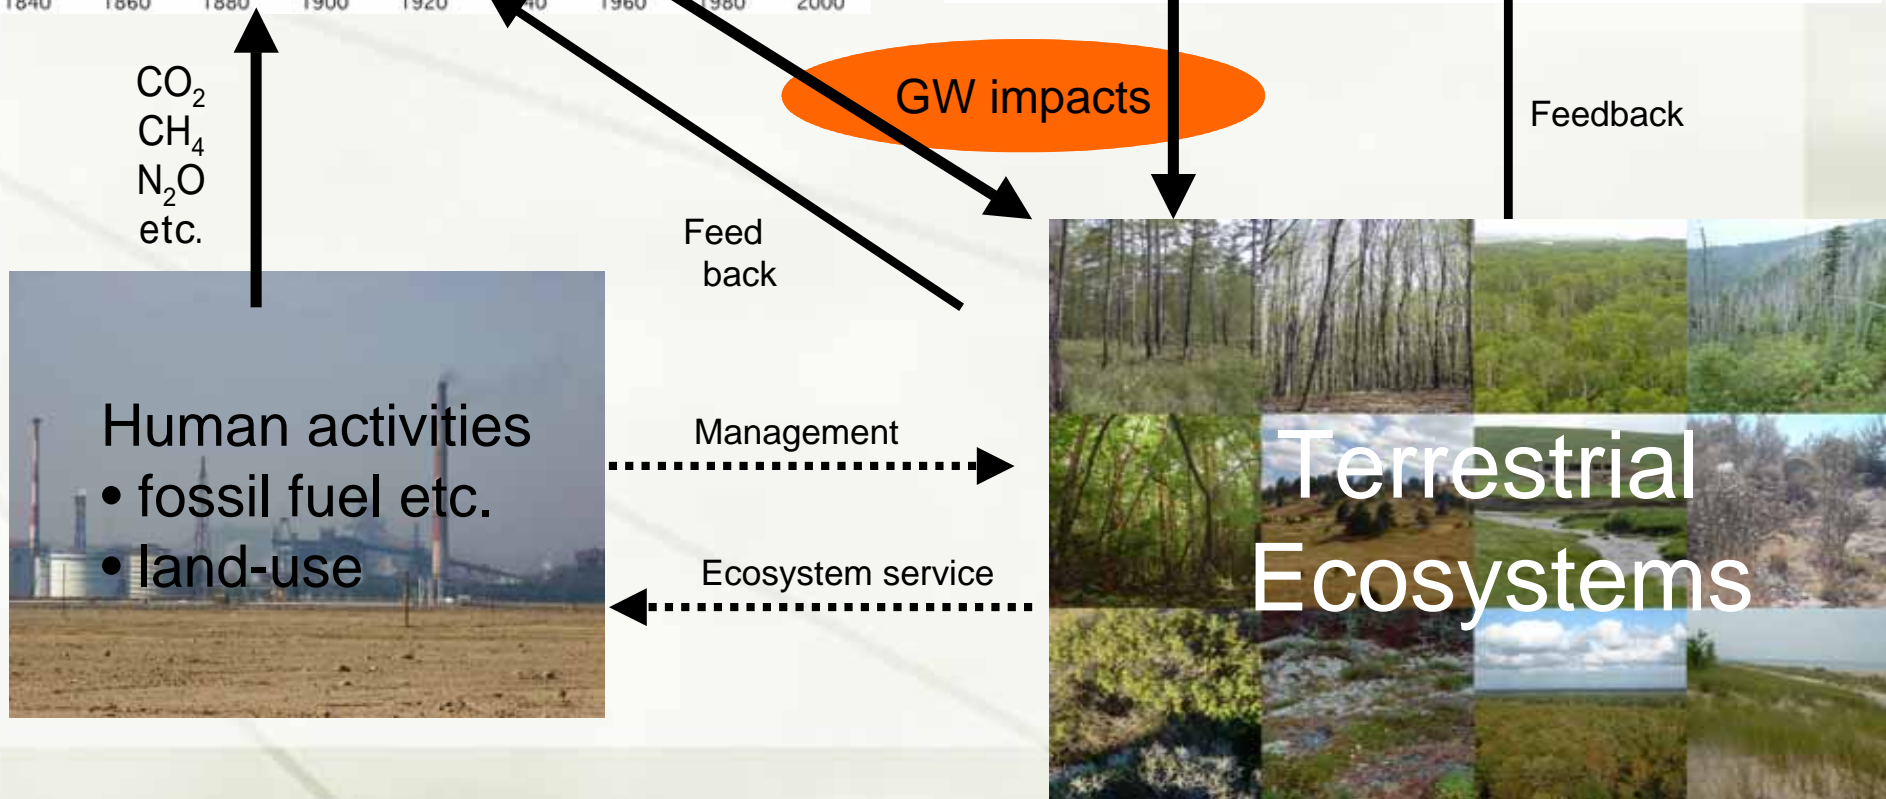 1840 1860 1880 1900 1920 1960 1980 2000
CO₂
CH₄
N₂O
etc.
GW impacts
Feedback
Feed
back
Human activities
• fossil fuel etc.
• land-use
Management
Ecosystem service
Terrestrial
Ecosystems